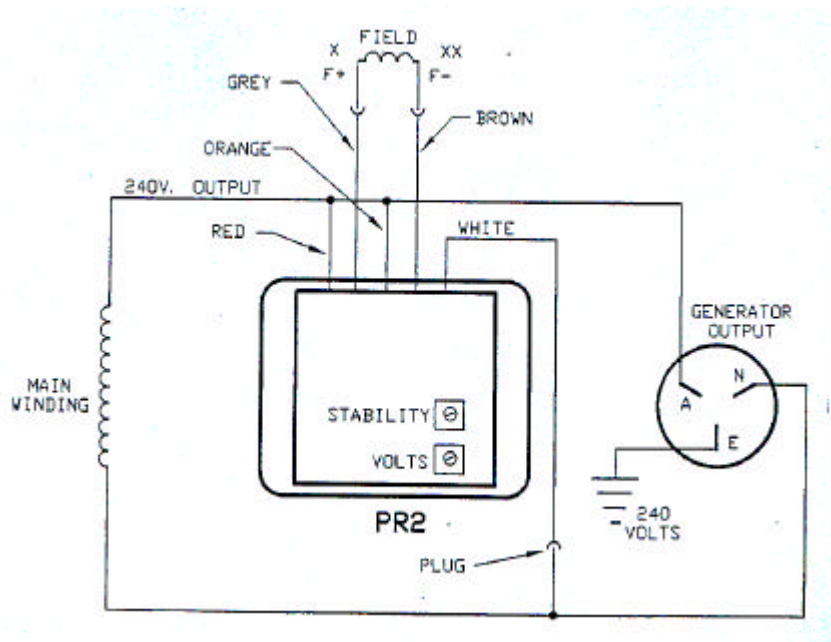 X FIELD XX
F+ F-
GREY
BROWN
ORANGE
240V. OUTPUT
RED
WHITE
GENERATOR
OUTPUT
MAIN
WINDING
A
N
E
STABILITY
VOLTS
240
VOLTS
PR2
PLUG